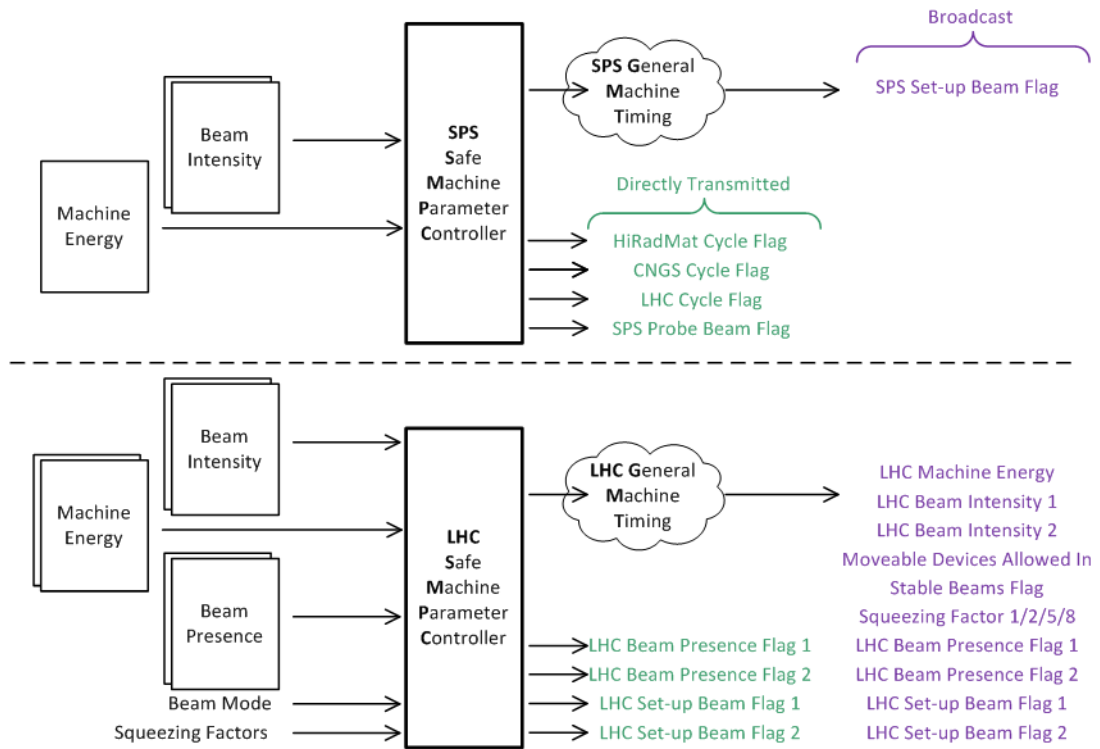 Broadcast
SPS Set-up Beam Flag
SPS General
Machine
Timing
Beam
Intensity
Machine
Energy
SPS
Safe
Machine
Parameter
Controller
Directly Transmitted
HiRadMat Cycle Flag
CNGS Cycle Flag
LHC Cycle Flag
SPS Probe Beam Flag
Beam
Intensity
Machine
Energy
Beam
Presence
Beam Mode
Squeezing Factors
LHC
Safe
Machine
Parameter
Controller
LHC General
Machine
Timing
LHC Beam Presence Flag 1
LHC Beam Presence Flag 2
LHC Set-up Beam Flag 1
LHC Set-up Beam Flag 2
LHC Machine Energy
LHC Beam Intensity 1
LHC Beam Intensity 2
Moveable Devices Allowed In
Stable Beams Flag
Squeezing Factor 1/2/5/8
LHC Beam Presence Flag 1
LHC Beam Presence Flag 2
LHC Set-up Beam Flag 1
LHC Set-up Beam Flag 2